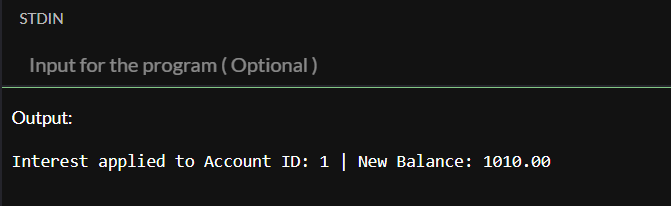 STDIN
Input for the program ( Optional )
Output:
Interest applied to Account ID: 1 | New Balance: 1010.00